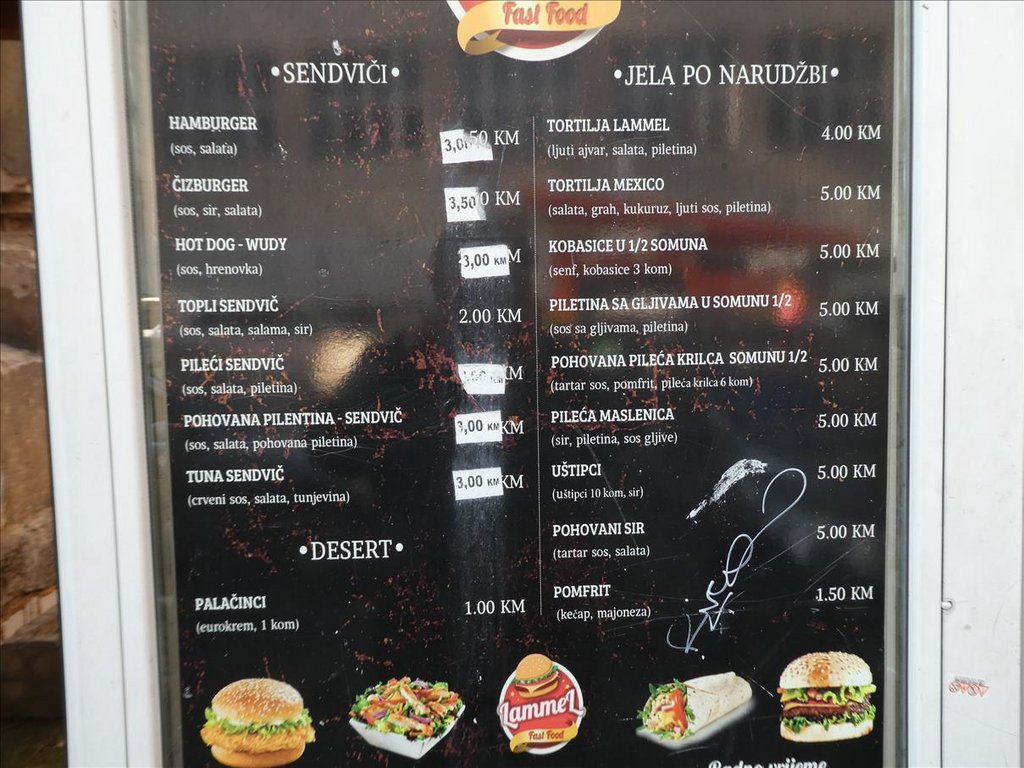 Fast Food
•SENDVIČI•
HAMBURGER
3,0 50 KM
(sos, salata)
ČIZBURGER
3,50 0 KM
(sos, sir, salata)
HOT DOG - WUDY
3,00 KM M
(sos, hrenovka)
TOPLI SENDVIČ
2.00 KM
(sos, salata, salama, sir)
PILEĆI SENDVIČ
KM
(sos, salata, piletina)
POHOVANA PILENTINA - SENDVIČ
3,00 KM KM
(sos, salata, pohovana piletina)
TUNA SENDVIČ
3,00 KM KM
(crveni sos, salata, tunjevina)
•DESERT•
PALAČINCI
1.00 KM
(eurokrem, 1 kom)
•JELA PO NARUDŽBI•
TORTILJA LAMMEL
4.00 KM
(ljuti ajvar, salata, piletina)
TORTILJA MEXICO
5.00 KM
(salata, grah, kukuruz, ljuti sos, piletina)
KOBASICE U 1/2 SOMUNA
5.00 KM
(senf, kobasice 3 kom)
PILETINA SA GLJIVAMA U SOMUNU 1/2
5.00 KM
(sos sa gljivama, piletina)
POHOVANA PILEĆA KRILCA SOMUNU 1/2
5.00 KM
(tartar sos, pomfrit, pileća krilca 6 kom)
PILEĆA MASLENICA
5.00 KM
(sir, piletina, sos gljive)
UŠTIPCI
5.00 KM
(uštipci 10 kom, sir)
POHOVANI SIR
5.00 KM
(tartar sos, salata)
POMFRIT
1.50 KM
(kečap, majoneza)
Lammel
Fast Food
Radno vrijeme